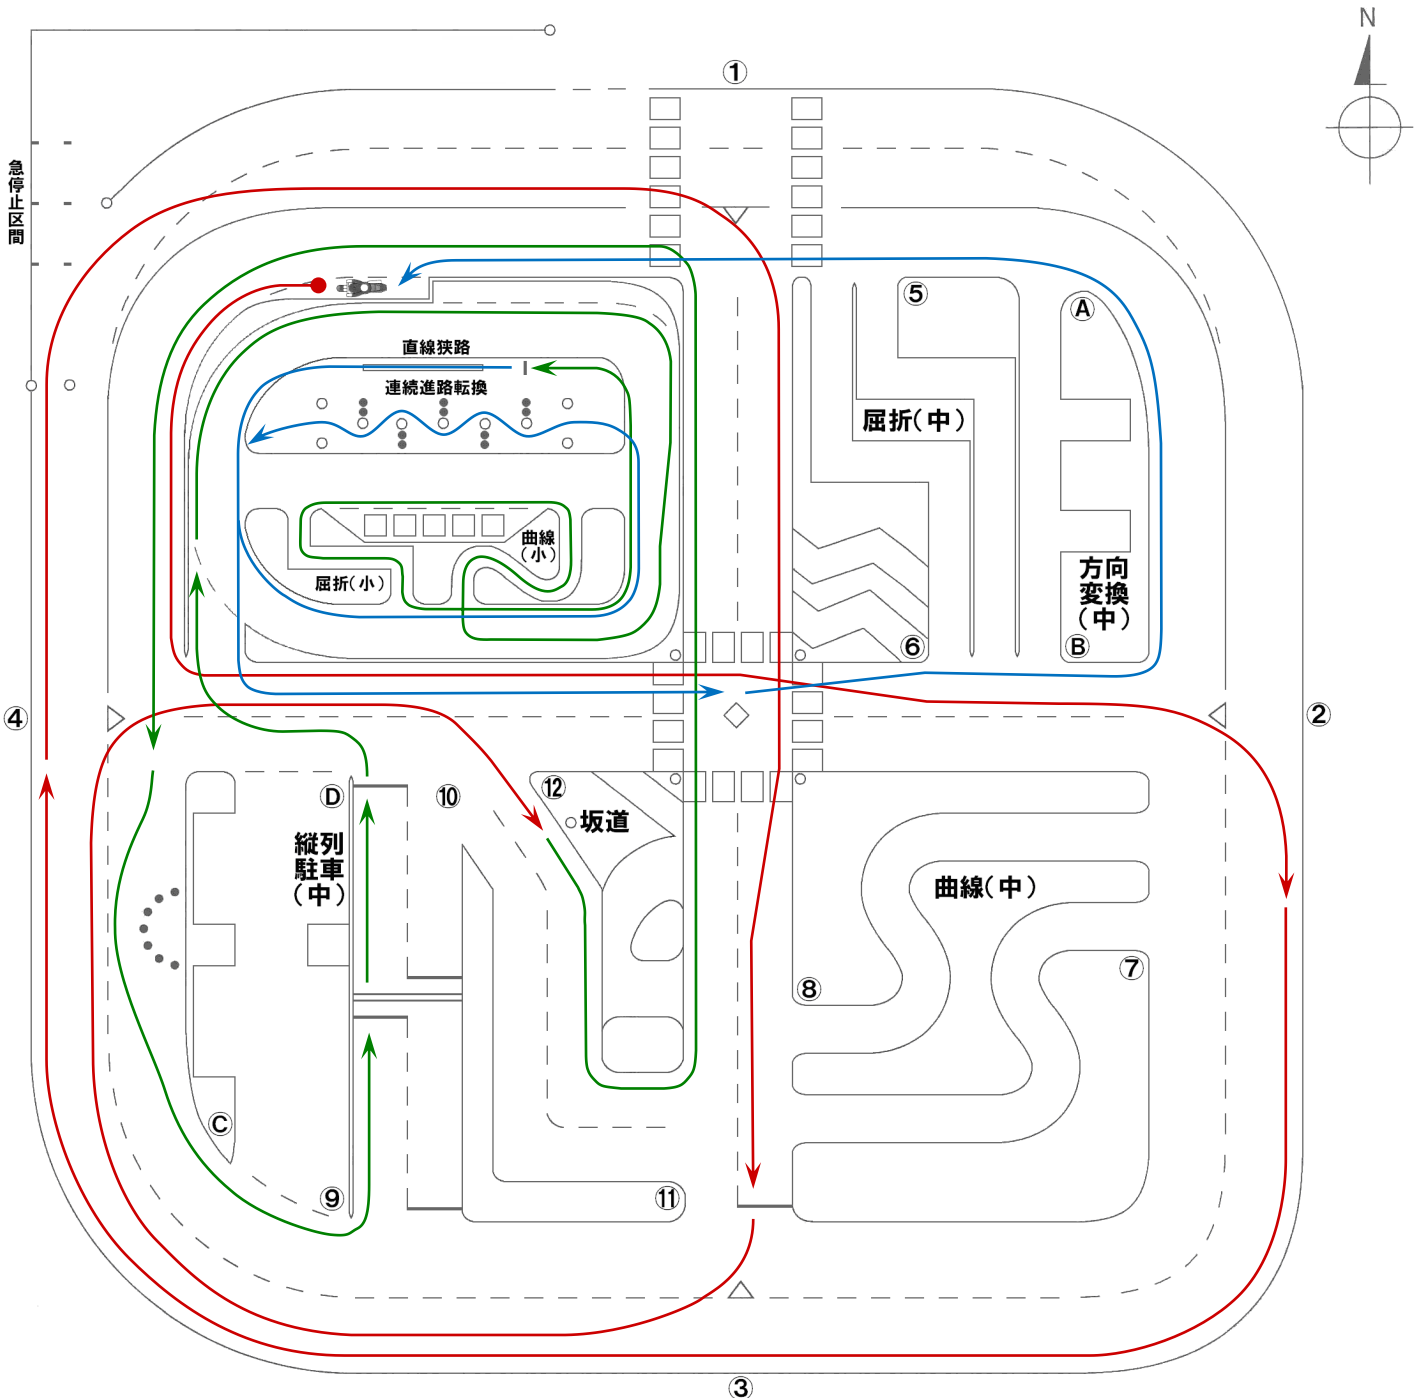 N
①
急停止区間
⑤
A
直線狭路
連続進路転換
屈折(中)
曲線
(小)
屈折(小)
方向
変換
(中)
⑥
B
④
②
D
⑩
⑫
坂道
縦列
駐車
(中)
曲線(中)
⑦
⑧
C
⑨
⑪
③